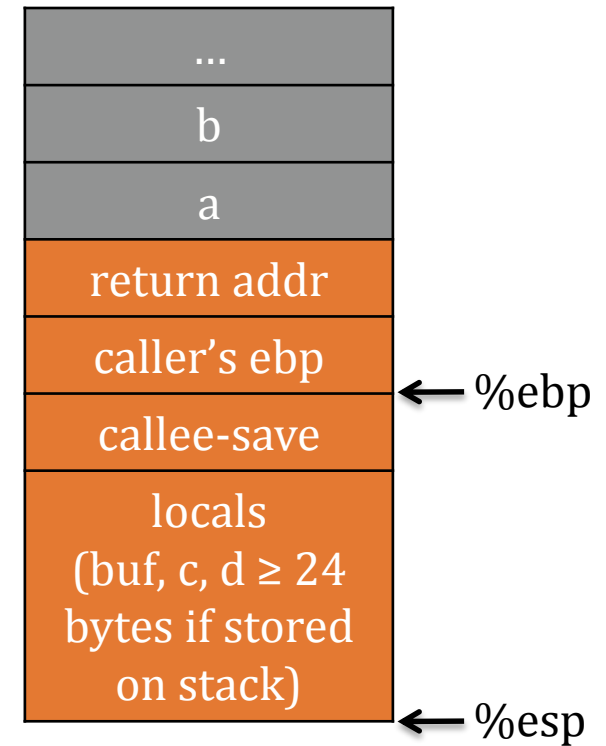 ...
b
a
return addr
caller’s ebp
%ebp
callee-save
locals
(buf, c, d ≥ 24
bytes if stored
on stack)
%esp